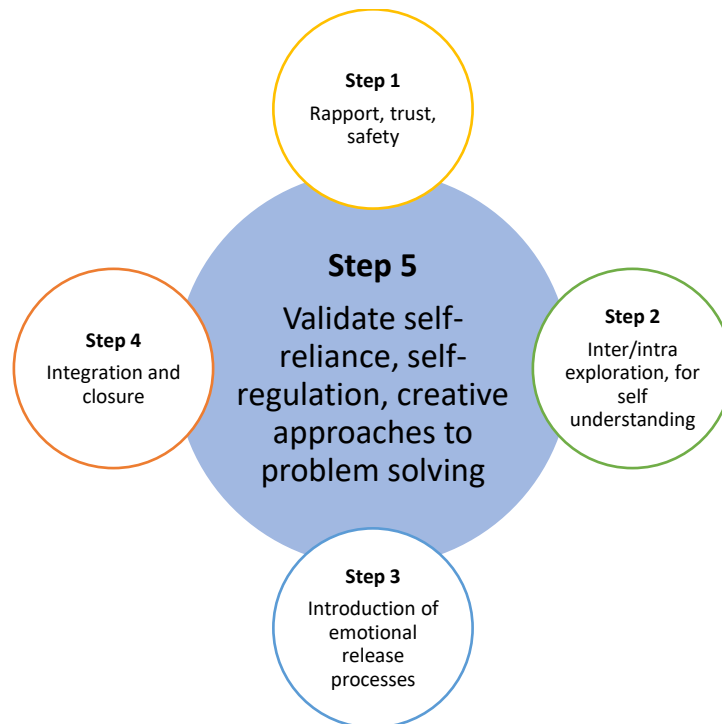 Step 1
Rapport, trust,
safety
Step 5
Validate self-
reliance, self-
regulation, creative
approaches to
problem solving
Step 2
Inter/intra
exploration, for
self
understanding
Step 4
Integration and
closure
Step 3
Introduction of
emotional
release
processes